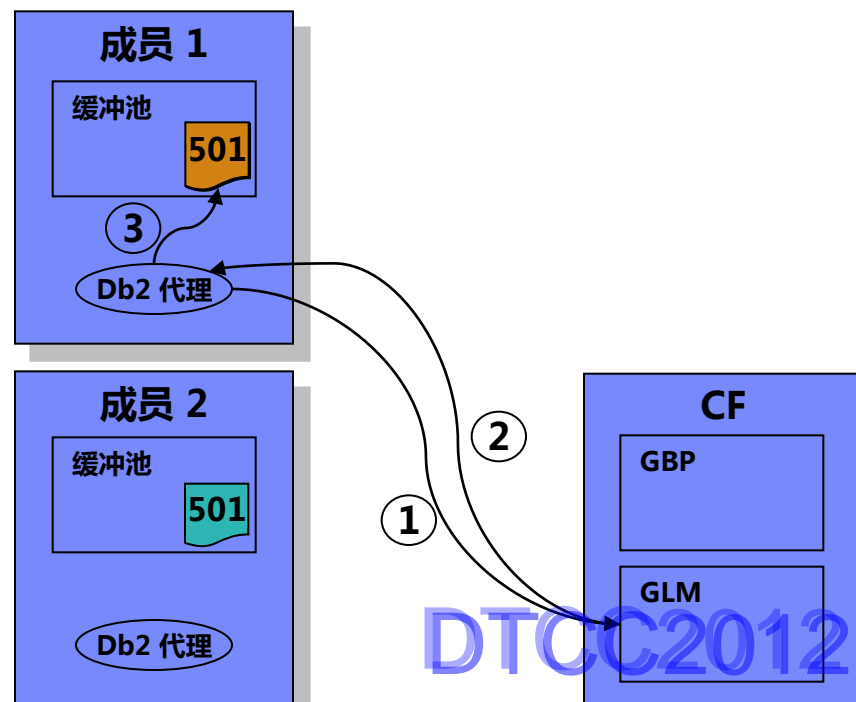 成员 1
缓冲池
501
③
Db2 代理
成员 2
缓冲池
501
Db2 代理
①
②
CF
GBP
GLM
DTCC2012